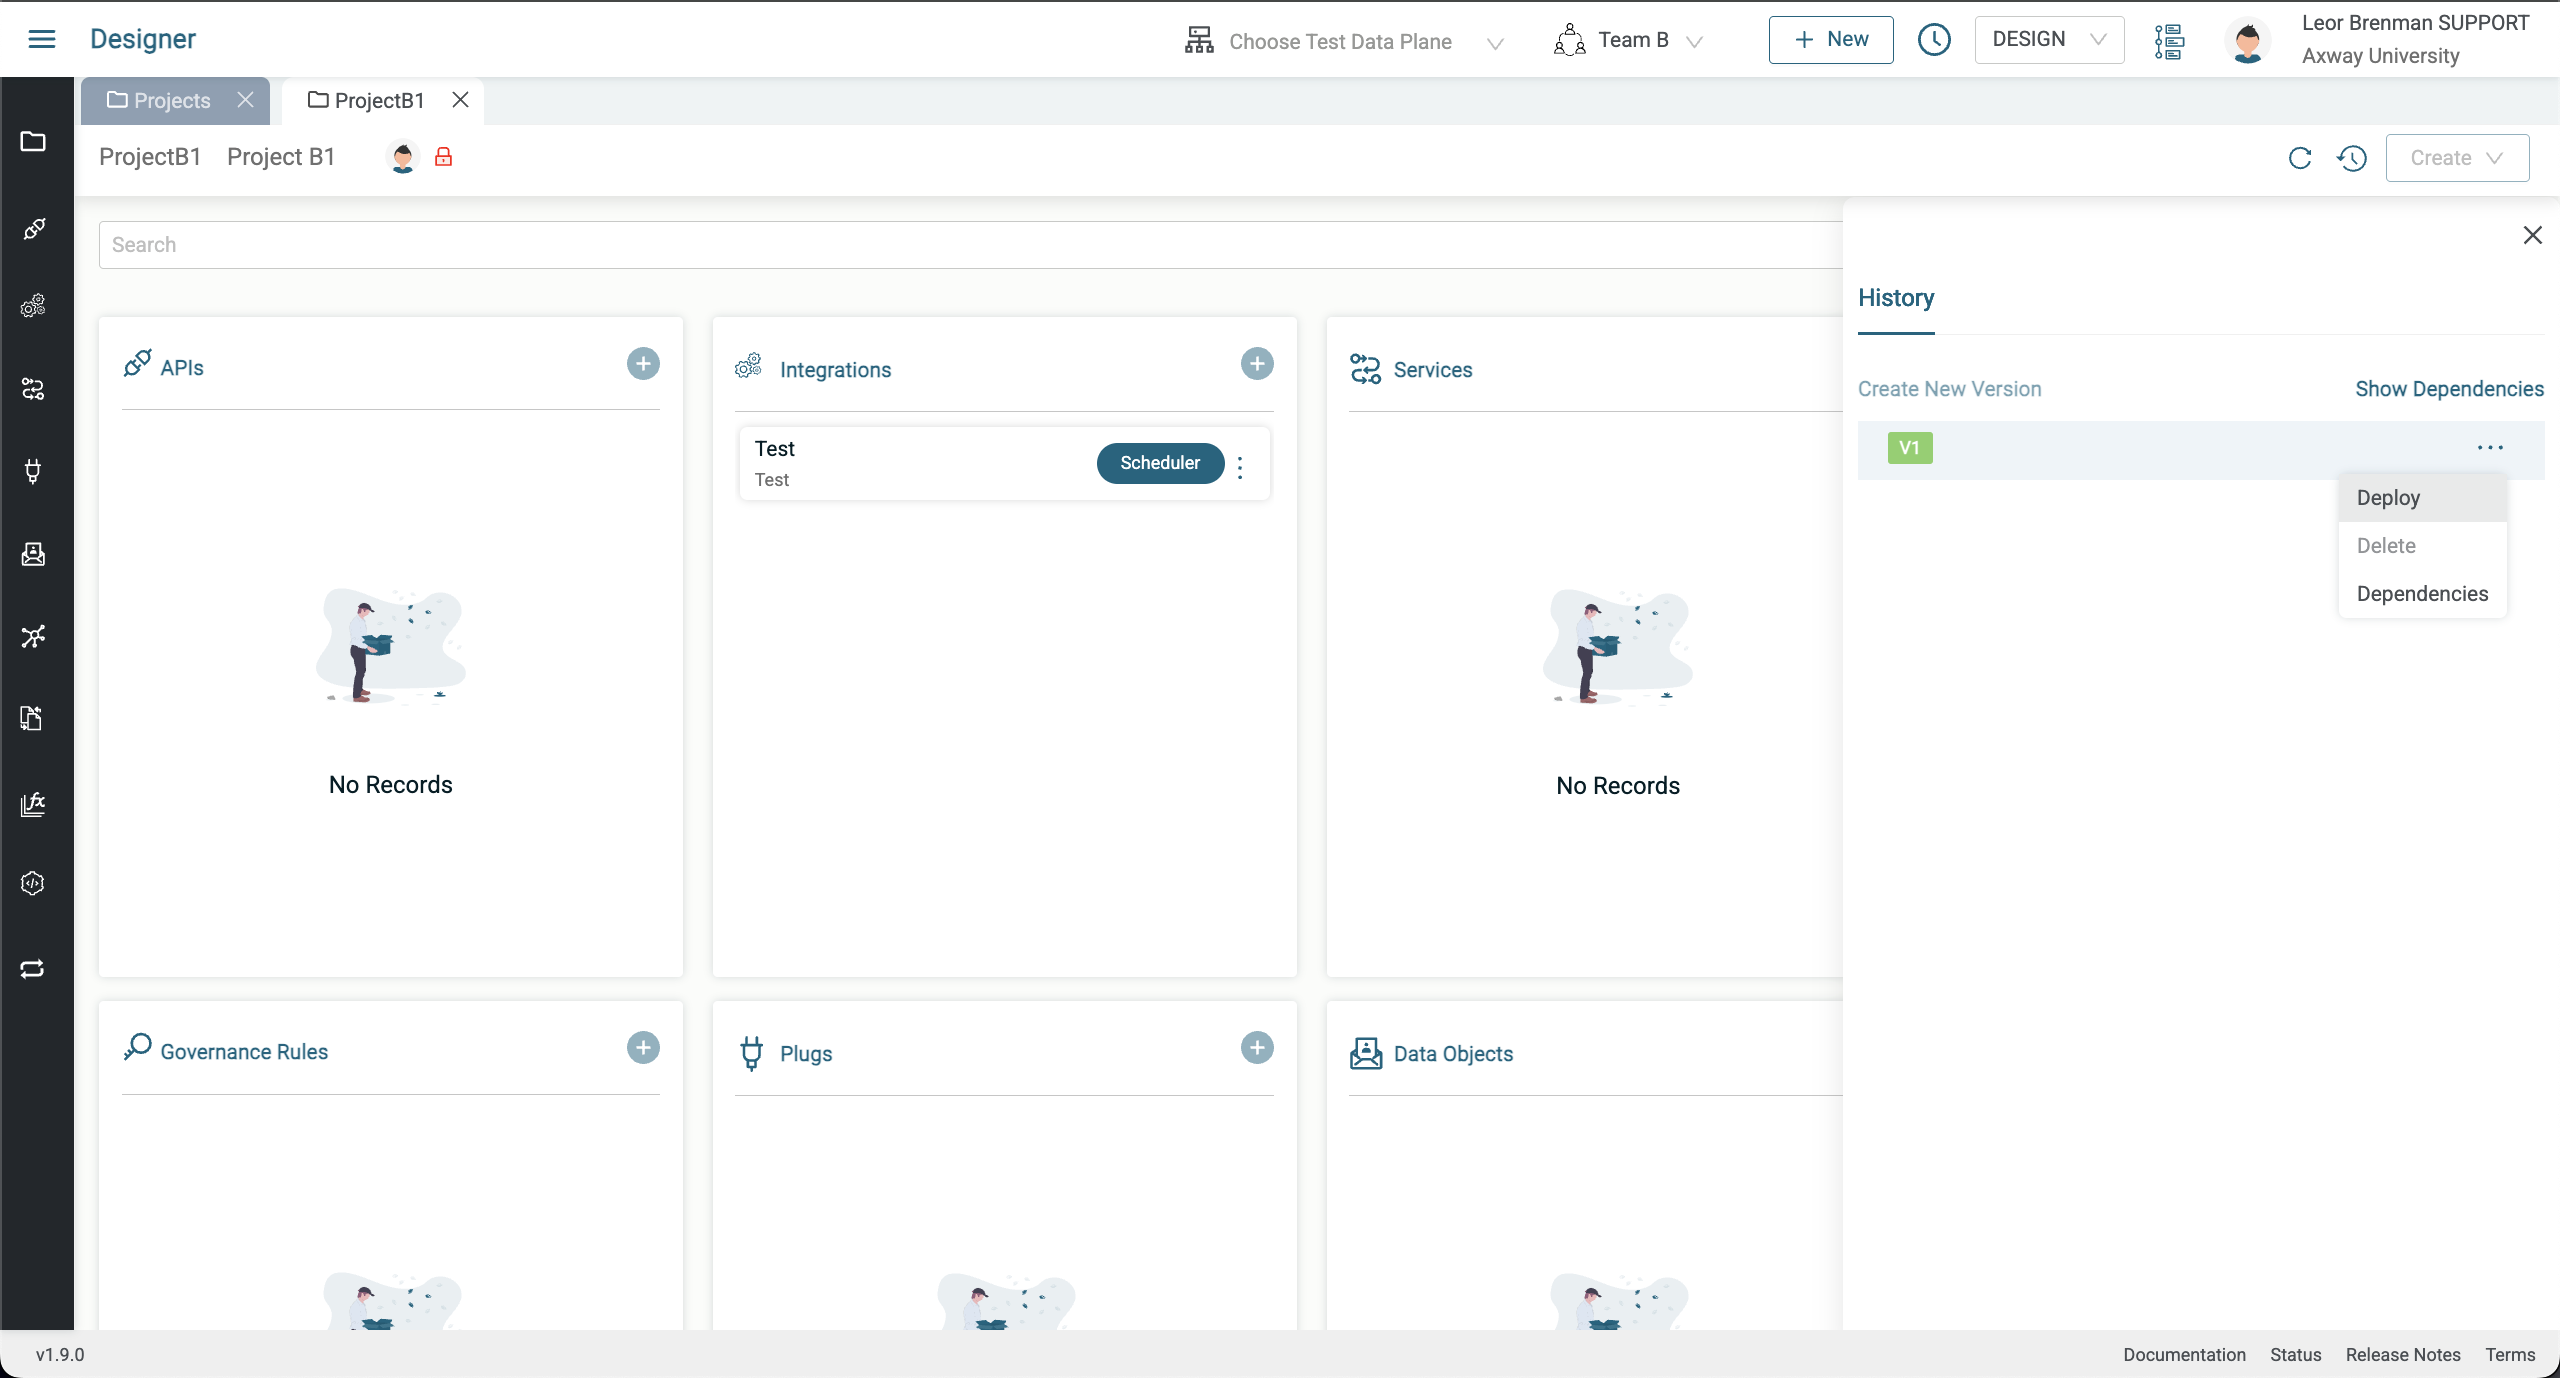 Designer
Choose Test Data Plane
Team B
+ New
DESIGN
Leor Brenman SUPPORT
Axway University
Projects
ProjectB1
ProjectB1 Project B1
Create
Search
APIs
No Records
Integrations
Test
Test
Scheduler
Services
No Records
Governance Rules
Plugs
Data Objects
History
Create New Version
Show Dependencies
V1
Deploy
Delete
Dependencies
v1.9.0
Documentation
Status
Release Notes
Terms